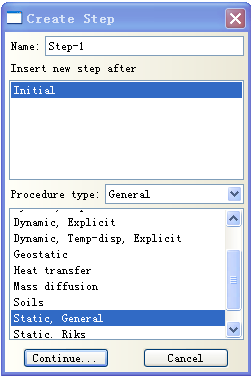 Create Step
Name: Step-1
Insert new step after
Initial
Procedure type: General
Dynamic, Explicit
Dynamic, Temp-disp, Explicit
Geostatic
Heat transfer
Mass diffusion
Soils
Static, General
Static, Riks
Continue... Cancel